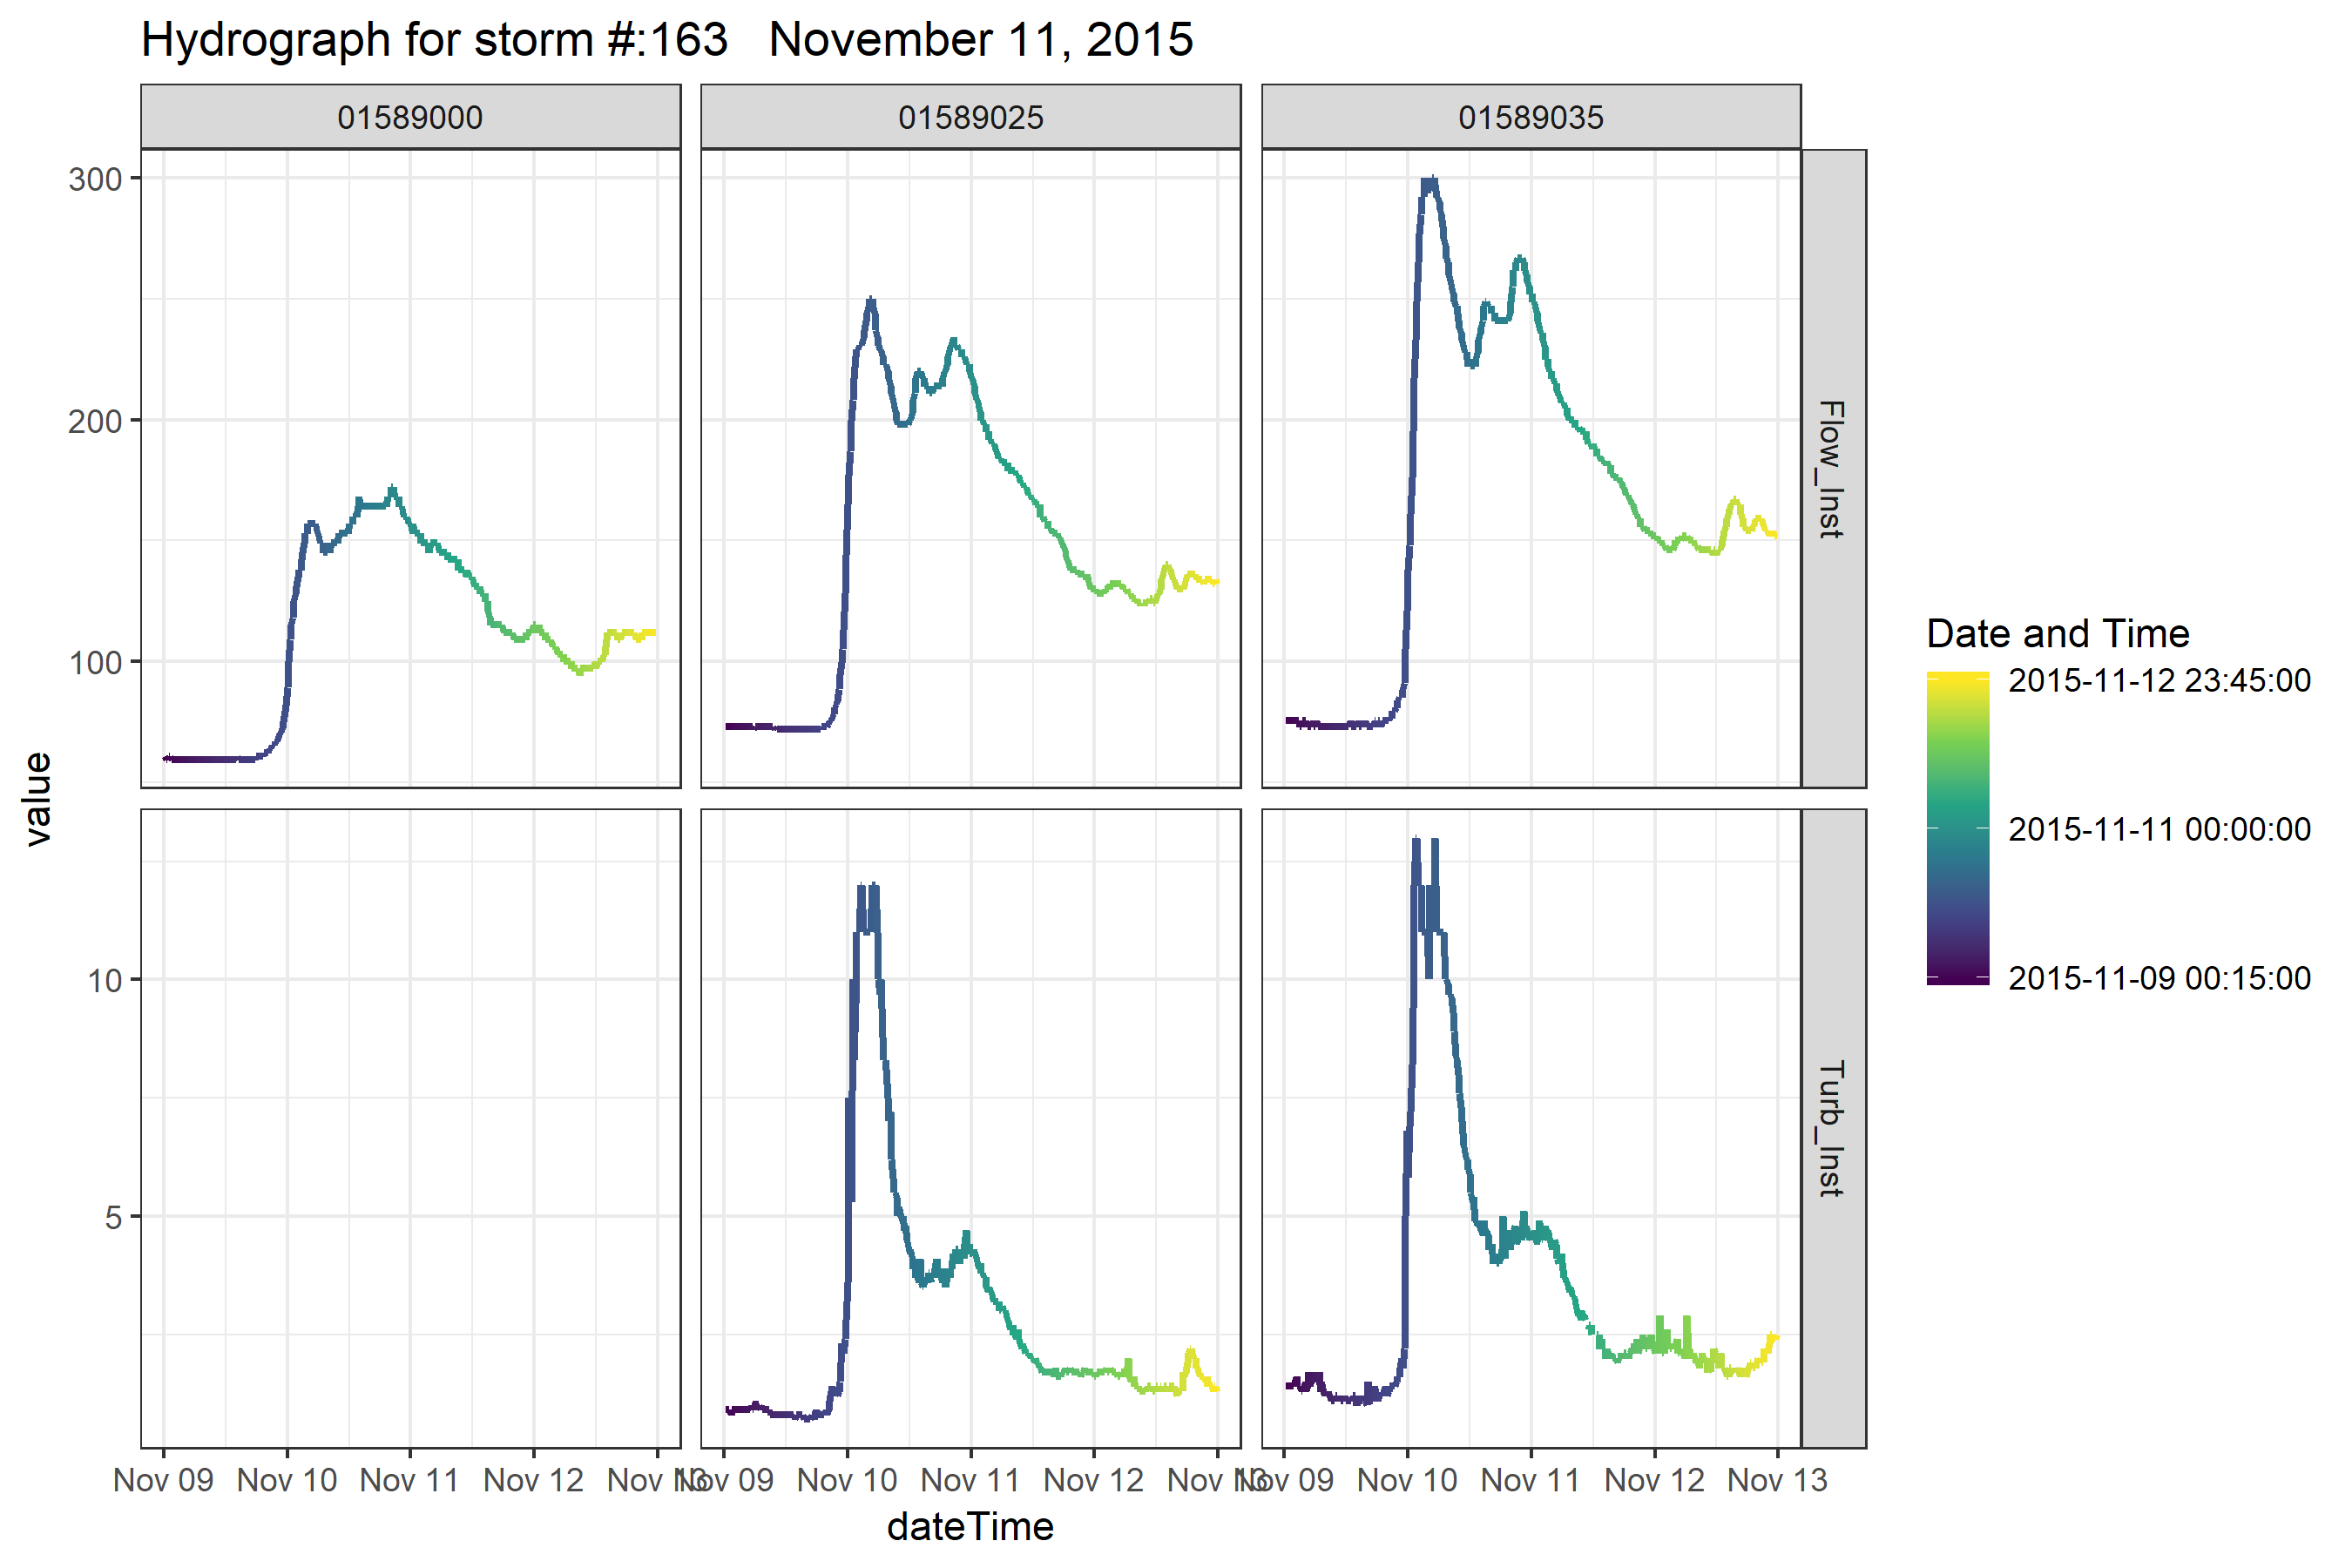 Hydrograph for storm #:163   November 11, 2015
01589000
01589025
01589035
300
200
100
Flow_Inst
10
5
Turb_Inst
value
Nov 09 Nov 10 Nov 11 Nov 12 Nov 13
Nov 09 Nov 10 Nov 11 Nov 12 Nov 13
Nov 09 Nov 10 Nov 11 Nov 12 Nov 13
dateTime
Date and Time
2015-11-12 23:45:00
2015-11-11 00:00:00
2015-11-09 00:15:00